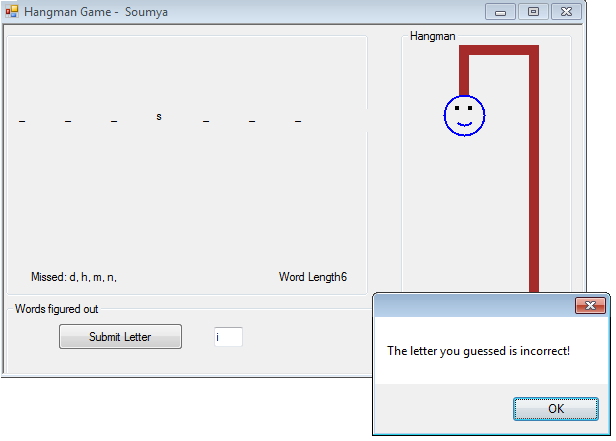 Hangman Game -  Soumya
Hangman
_ _ _ s _ _ _
Missed: d, h, m, n,
Word Length6
Words figured out
Submit Letter
i
The letter you guessed is incorrect!
OK